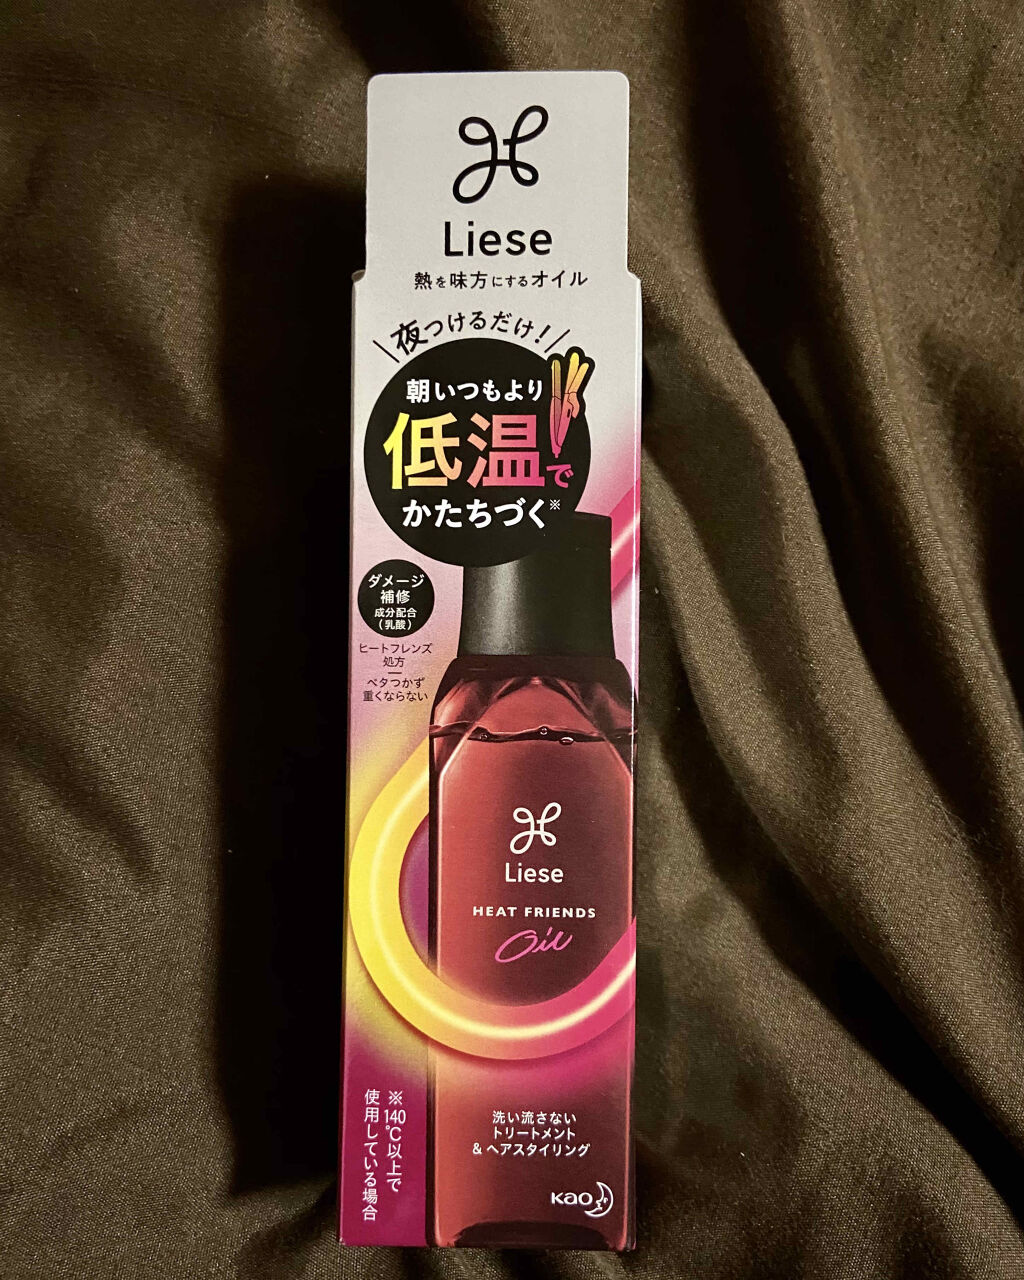 Liese
熱を味方にするオイル
夜つけるだけ!
朝いつもより
低温で
かたちづく※
ダメージ
補修
成分配合
(乳酸)
ヒートフレンズ
処方
ベタつかず
重くならない
Liese
HEAT FRIENDS
Oil
※140℃以上で
使用している場合
洗い流さない
トリートメント
&ヘアスタイリング
Kao